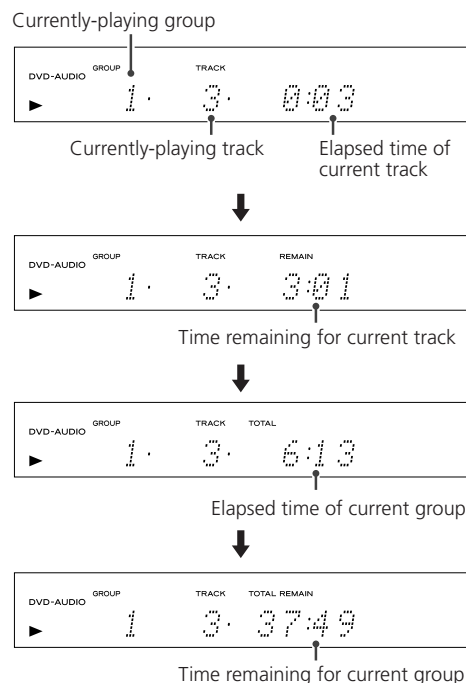 Currently-playing group
GROUP TRACK
DVD-AUDIO
1 · 3 · 0:03
Currently-playing track
Elapsed time of
current track
GROUP TRACK REMAIN
DVD-AUDIO
1 · 3 · 3:01
Time remaining for current track
GROUP TRACK TOTAL
DVD-AUDIO
1 · 3 · 6:13
Elapsed time of current group
GROUP TRACK TOTAL REMAIN
DVD-AUDIO
1 3 · 37:49
Time remaining for current group